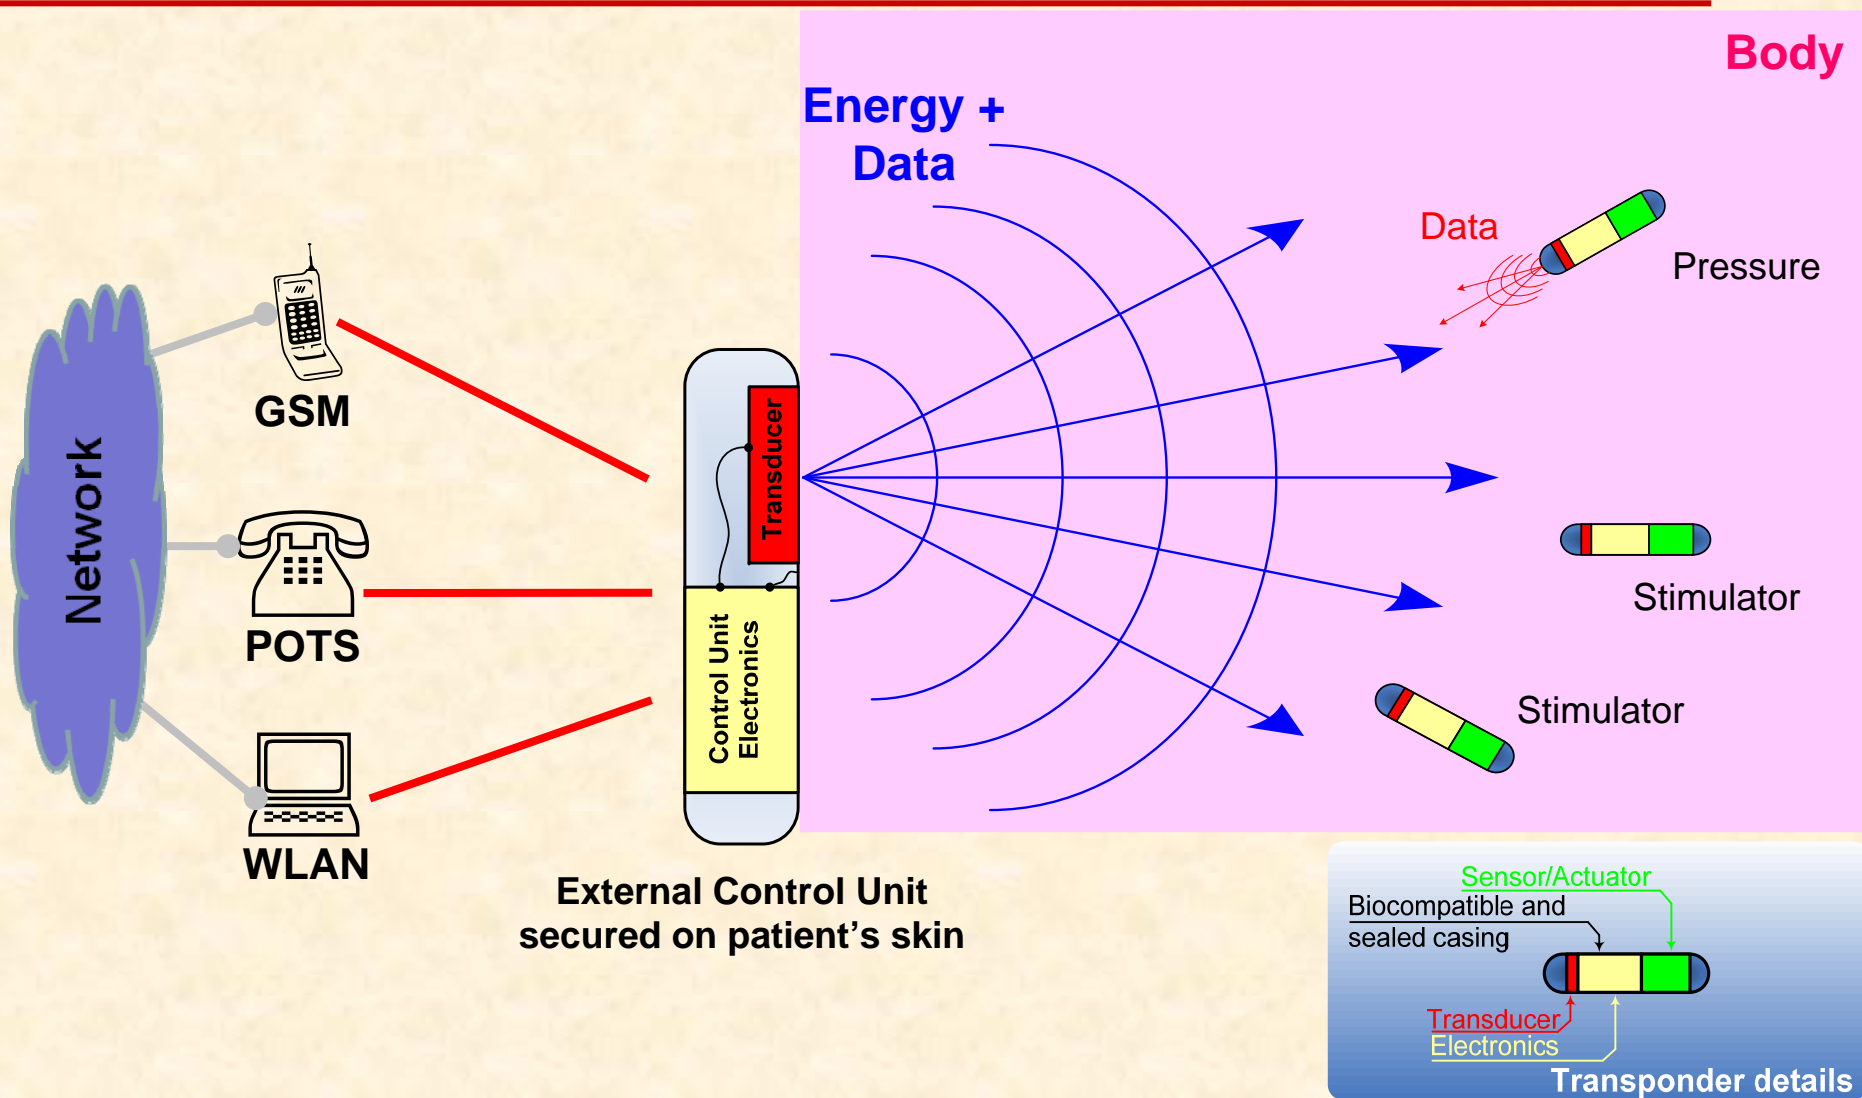 Body
Energy +
Data
Data
Pressure
GSM
Network
Transducer
POTS
Stimulator
Control Unit
Electronics
Stimulator
WLAN
External Control Unit
secured on patient’s skin
Sensor/Actuator
Biocompatible and
sealed casing
Transducer
Electronics
Transponder details